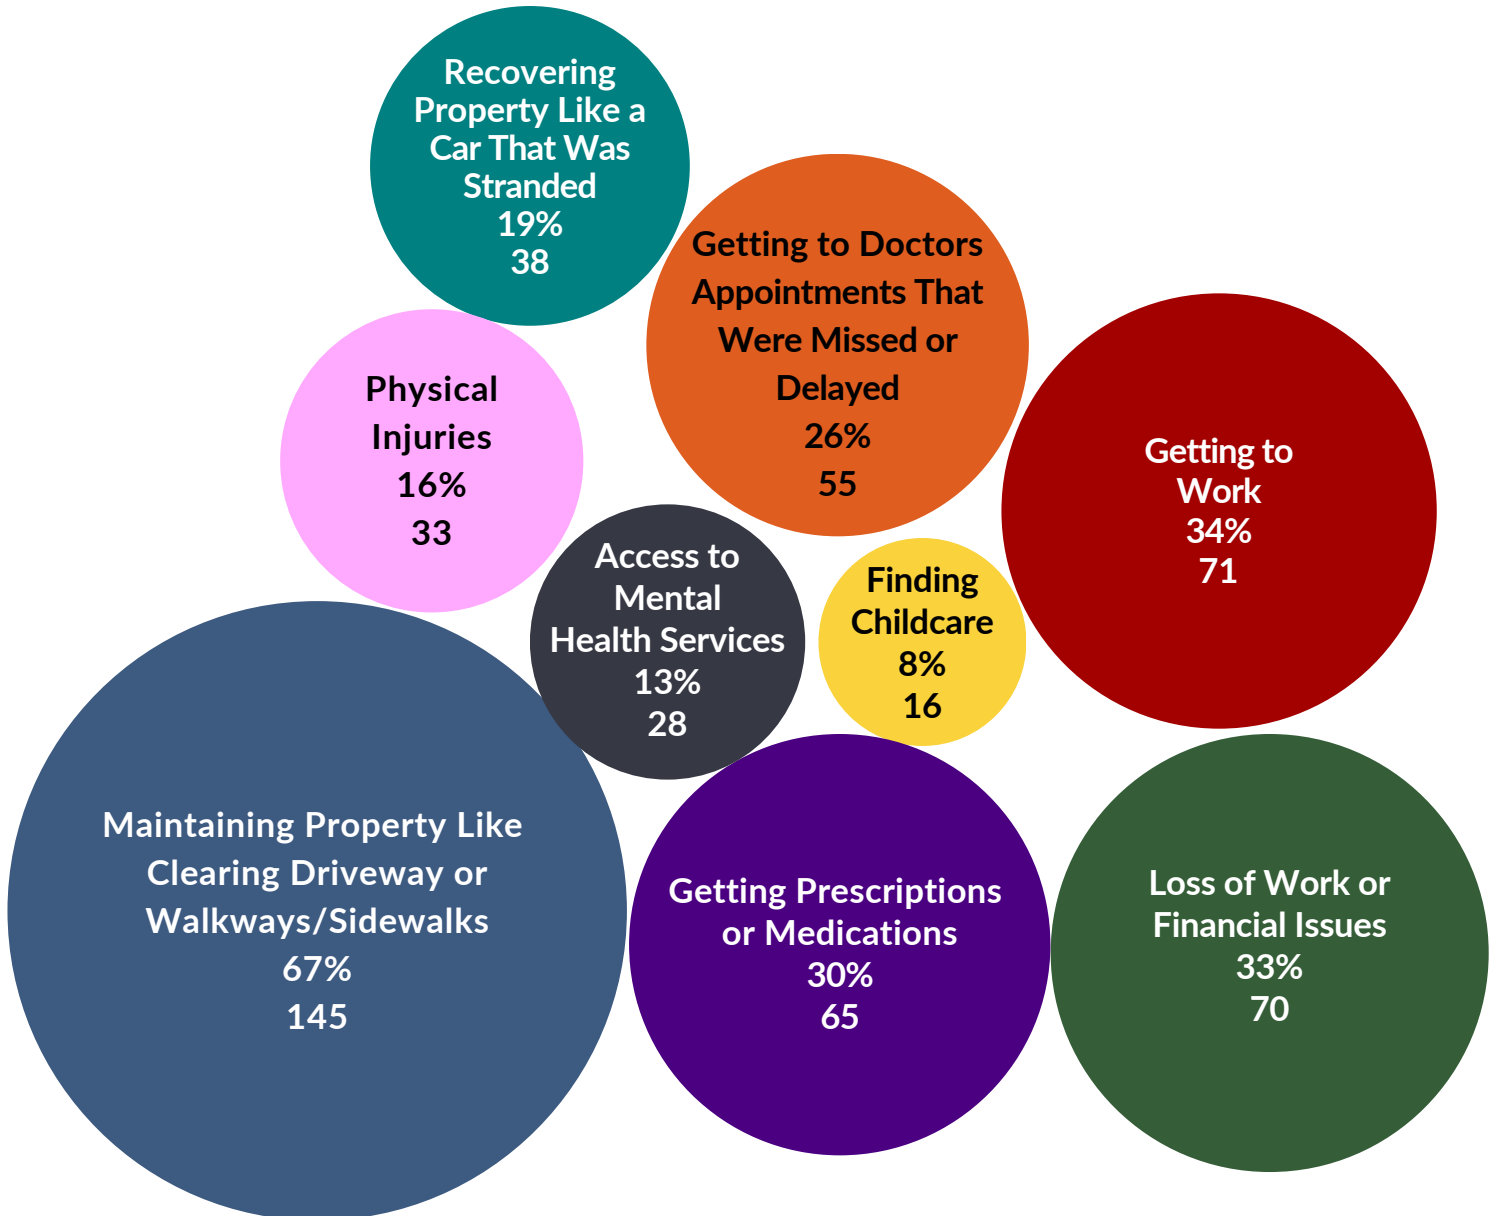 Recovering
Property Like a
Car That Was
Stranded
19%
38
Getting to Doctors
Appointments That
Were Missed or
Delayed
26%
55
Physical
Injuries
16%
33
Getting to
Work
34%
71
Access to
Mental
Health Services
13%
28
Finding
Childcare
8%
16
Maintaining Property Like
Clearing Driveway or
Walkways/Sidewalks
67%
145
Getting Prescriptions
or Medications
30%
65
Loss of Work or
Financial Issues
33%
70